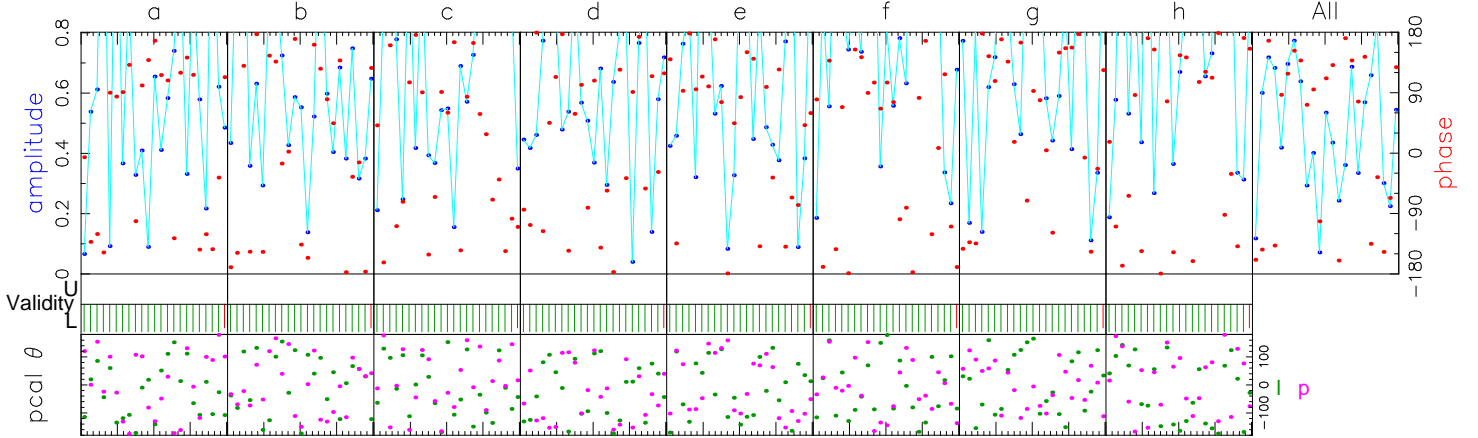 a b c d e f g h All
0.8 180
0.6 90
0.4 0
0.2 -90
0 -180
amplitude
phase
Validity U
L
pcal θ
100
0
-100
l p